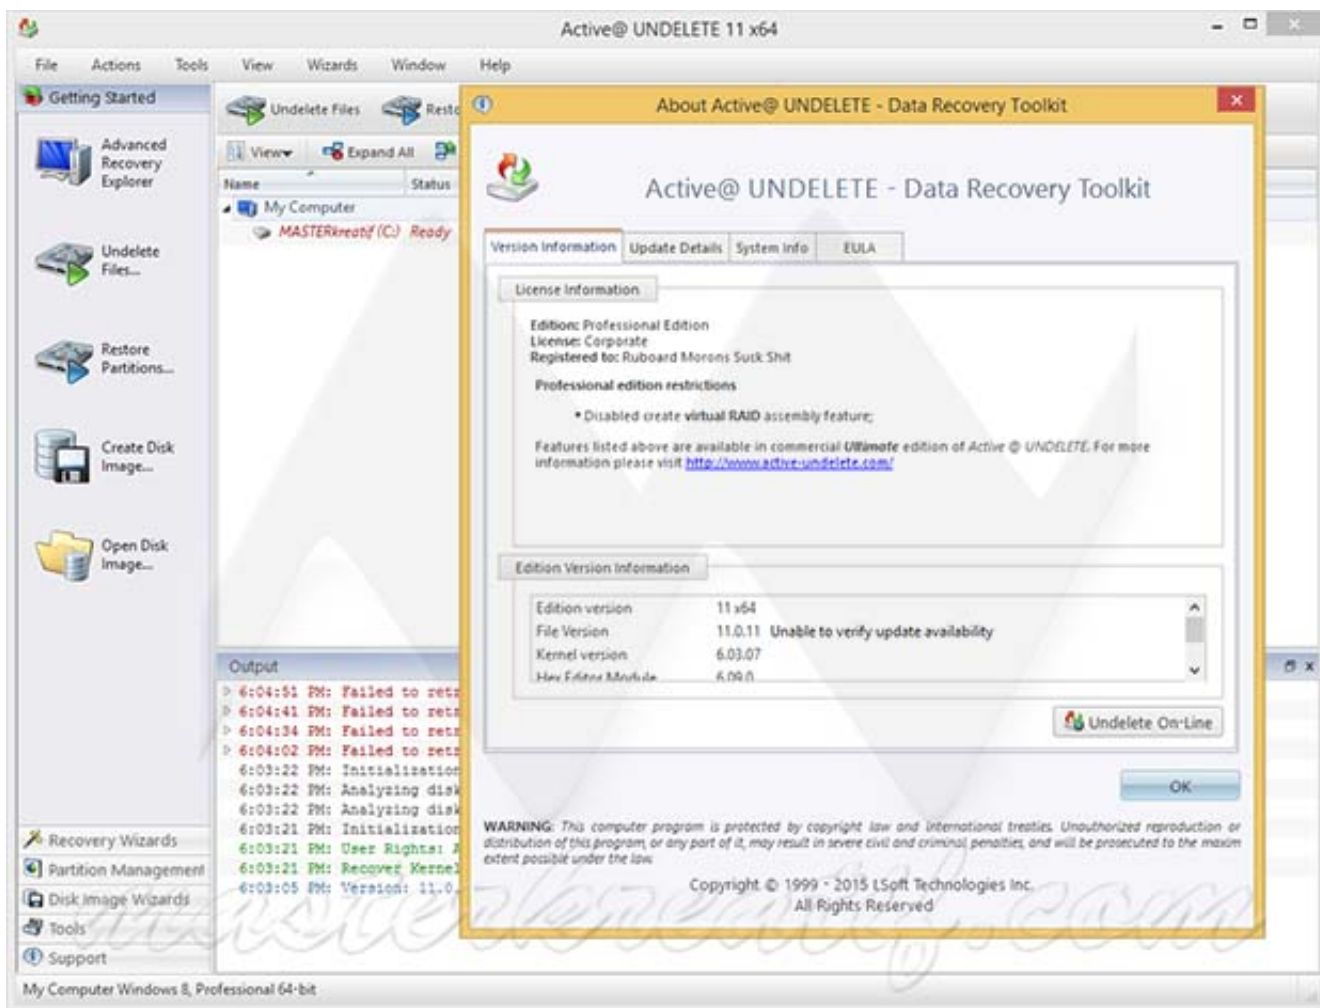 Active@ UNDELETE 11 x64
File Actions Tools View Wizards Window Help
Getting Started
Advanced
Recovery
Explorer
Undelete
Files...
Restore
Partitions...
Create Disk
Image...
Open Disk
Image...
Recovery Wizards
Partition Management
Disk Image Wizards
Tools
Support
Undelete Files Resto
View Expand All
Name Status
My Computer
MASTERkreatif (C:) Ready
Output
6:04:51 PM: Failed to retr
6:04:41 PM: Failed to retr
6:04:34 PM: Failed to retr
6:04:02 PM: Failed to retr
6:03:22 PM: Initialization
6:03:22 PM: Analyzing disk
6:03:22 PM: Analyzing disk
6:03:21 PM: Initialization
6:03:21 PM: User Rights: A
6:03:21 PM: Recover Kernel
6:03:05 PM: Version: 11.0.
About Active@ UNDELETE - Data Recovery Toolkit
Active@ UNDELETE - Data Recovery Toolkit
Version Information Update Details System Info EULA
License Information
Edition: Professional Edition
License: Corporate
Registered to: Ruboard Morons Suck Shit
Professional edition restrictions
• Disabled create virtual RAID assembly feature;
Features listed above are available in commercial Ultimate edition of Active @ UNDELETE. For more
information please visit http://www.active-undelete.com/
Edition Version Information
Edition version 11 x64
File Version 11.0.11 Unable to verify update availability
Kernel version 6.03.07
Hex Editor Module 6.09.0
Undelete On-Line
OK
WARNING: This computer program is protected by copyright law and international treaties. Unauthorized reproduction or
distribution of this program, or any part of it, may result in severe civil and criminal penalties, and will be prosecuted to the maxim
extent possible under the law.
Copyright © 1999 - 2015 LSoft Technologies Inc.
All Rights Reserved
masterkreatif.com
My Computer Windows 8, Professional 64-bit